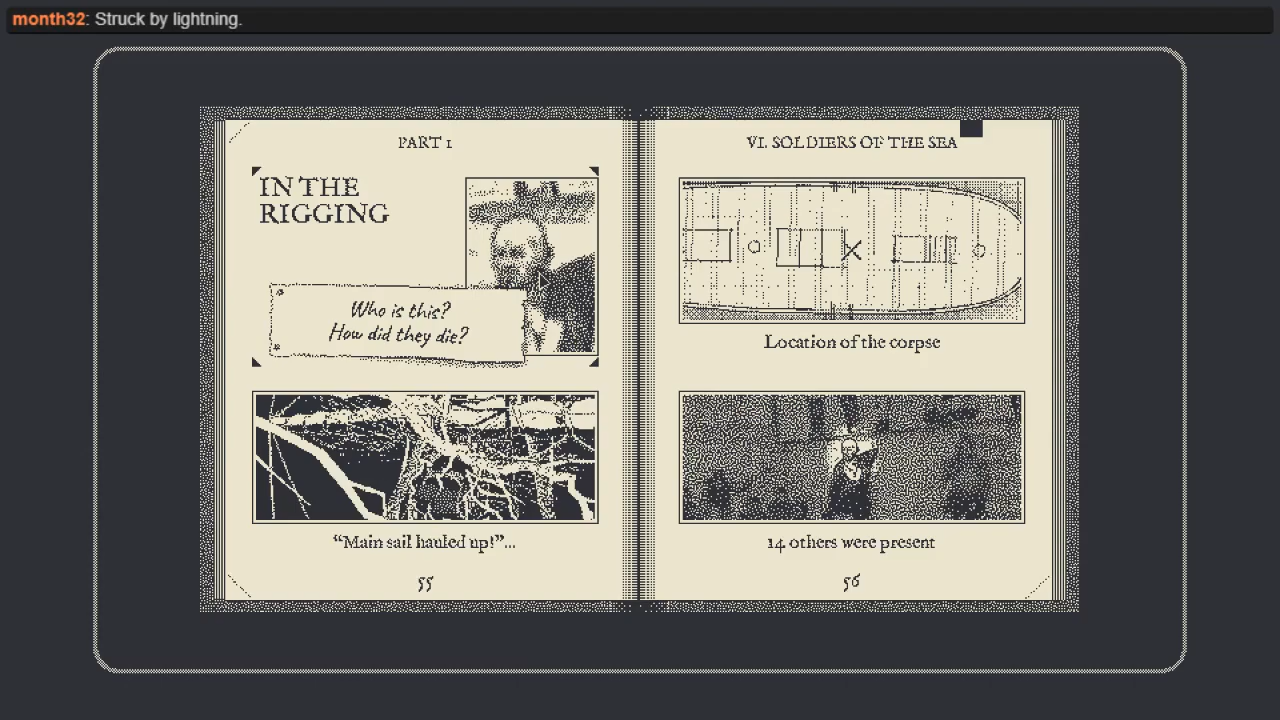 month32: Struck by lightning.
PART 1
IN THE
RIGGING
Who is this?
How did they die?
"Main sail hauled up!"...
55
VI. SOLDIERS OF THE SEA
Location of the corpse
14 others were present
56